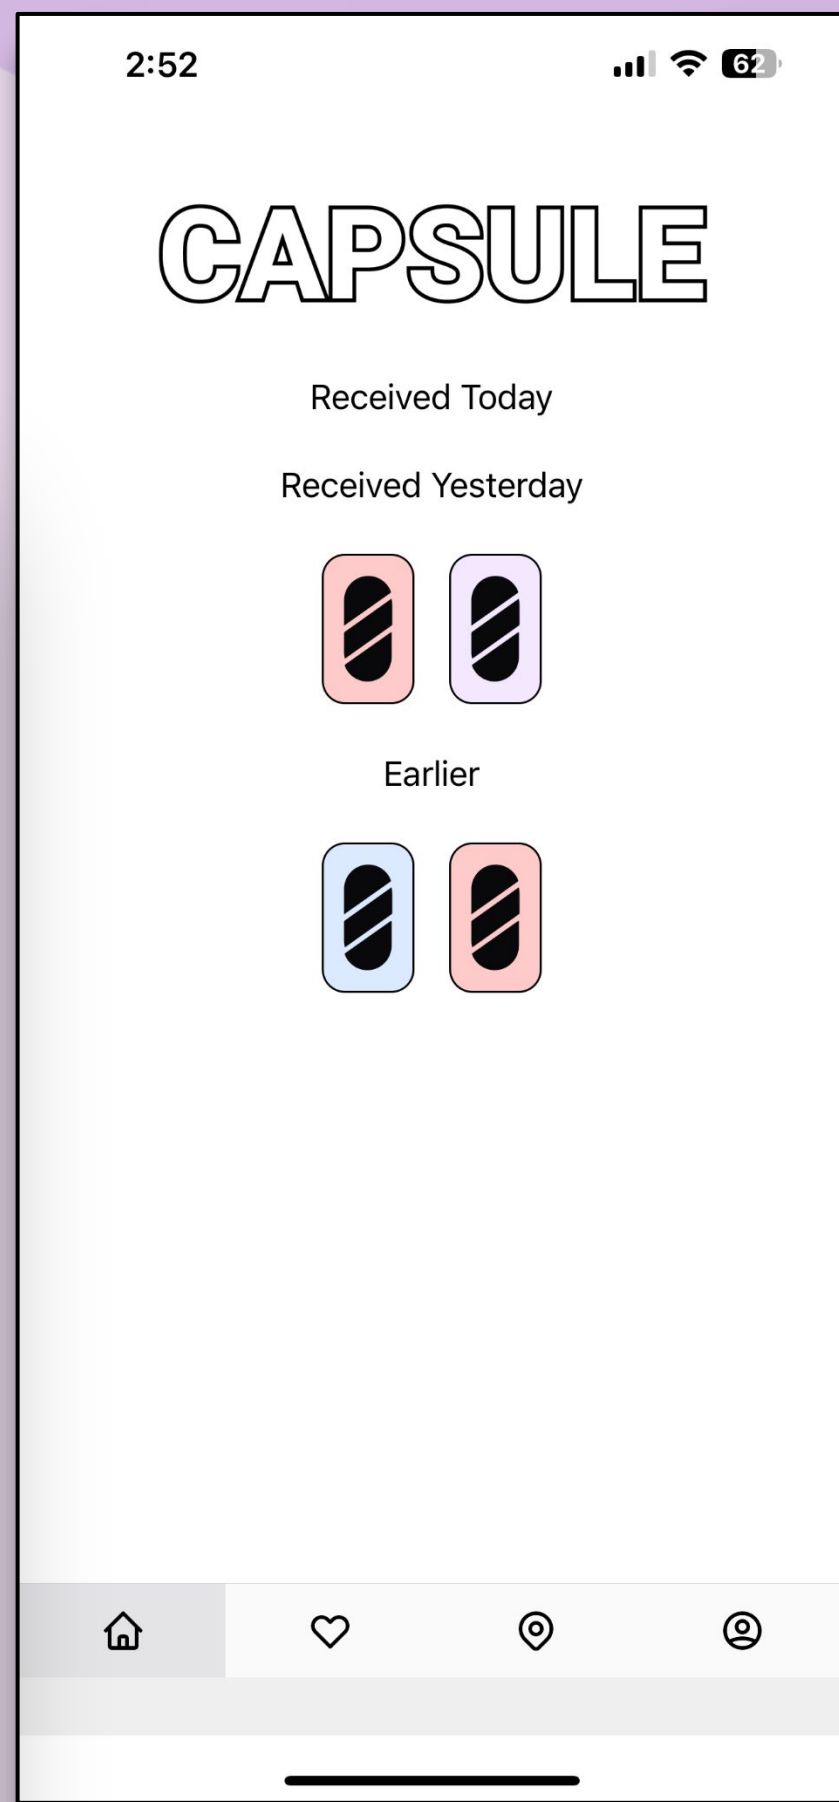 2:52
62
CAPSULE
Received Today
Received Yesterday
Earlier